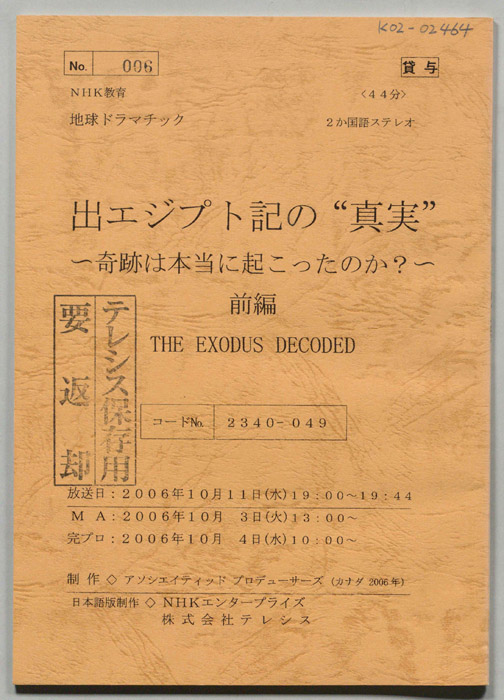 K02-02464
No. 006
貸与
NHK教育
〈44分〉
地球ドラマチック
2か国語ステレオ
出エジプト記の“真実”
～奇跡は本当に起こったのか？～
前編
THE EXODUS DECODED
テレシス保存用
要返却
コードNo. 2340-049
放送日：2006年10月11日(水)19：00～19：44
ＭＡ：2006年10月 3日(火)13：00～
完プロ：2006年10月 4日(水)10：00～
制作◇アソシエイティッド プロデューサーズ (カナダ 2006年)
日本語版制作◇NHKエンタープライズ
株式会社テレシス